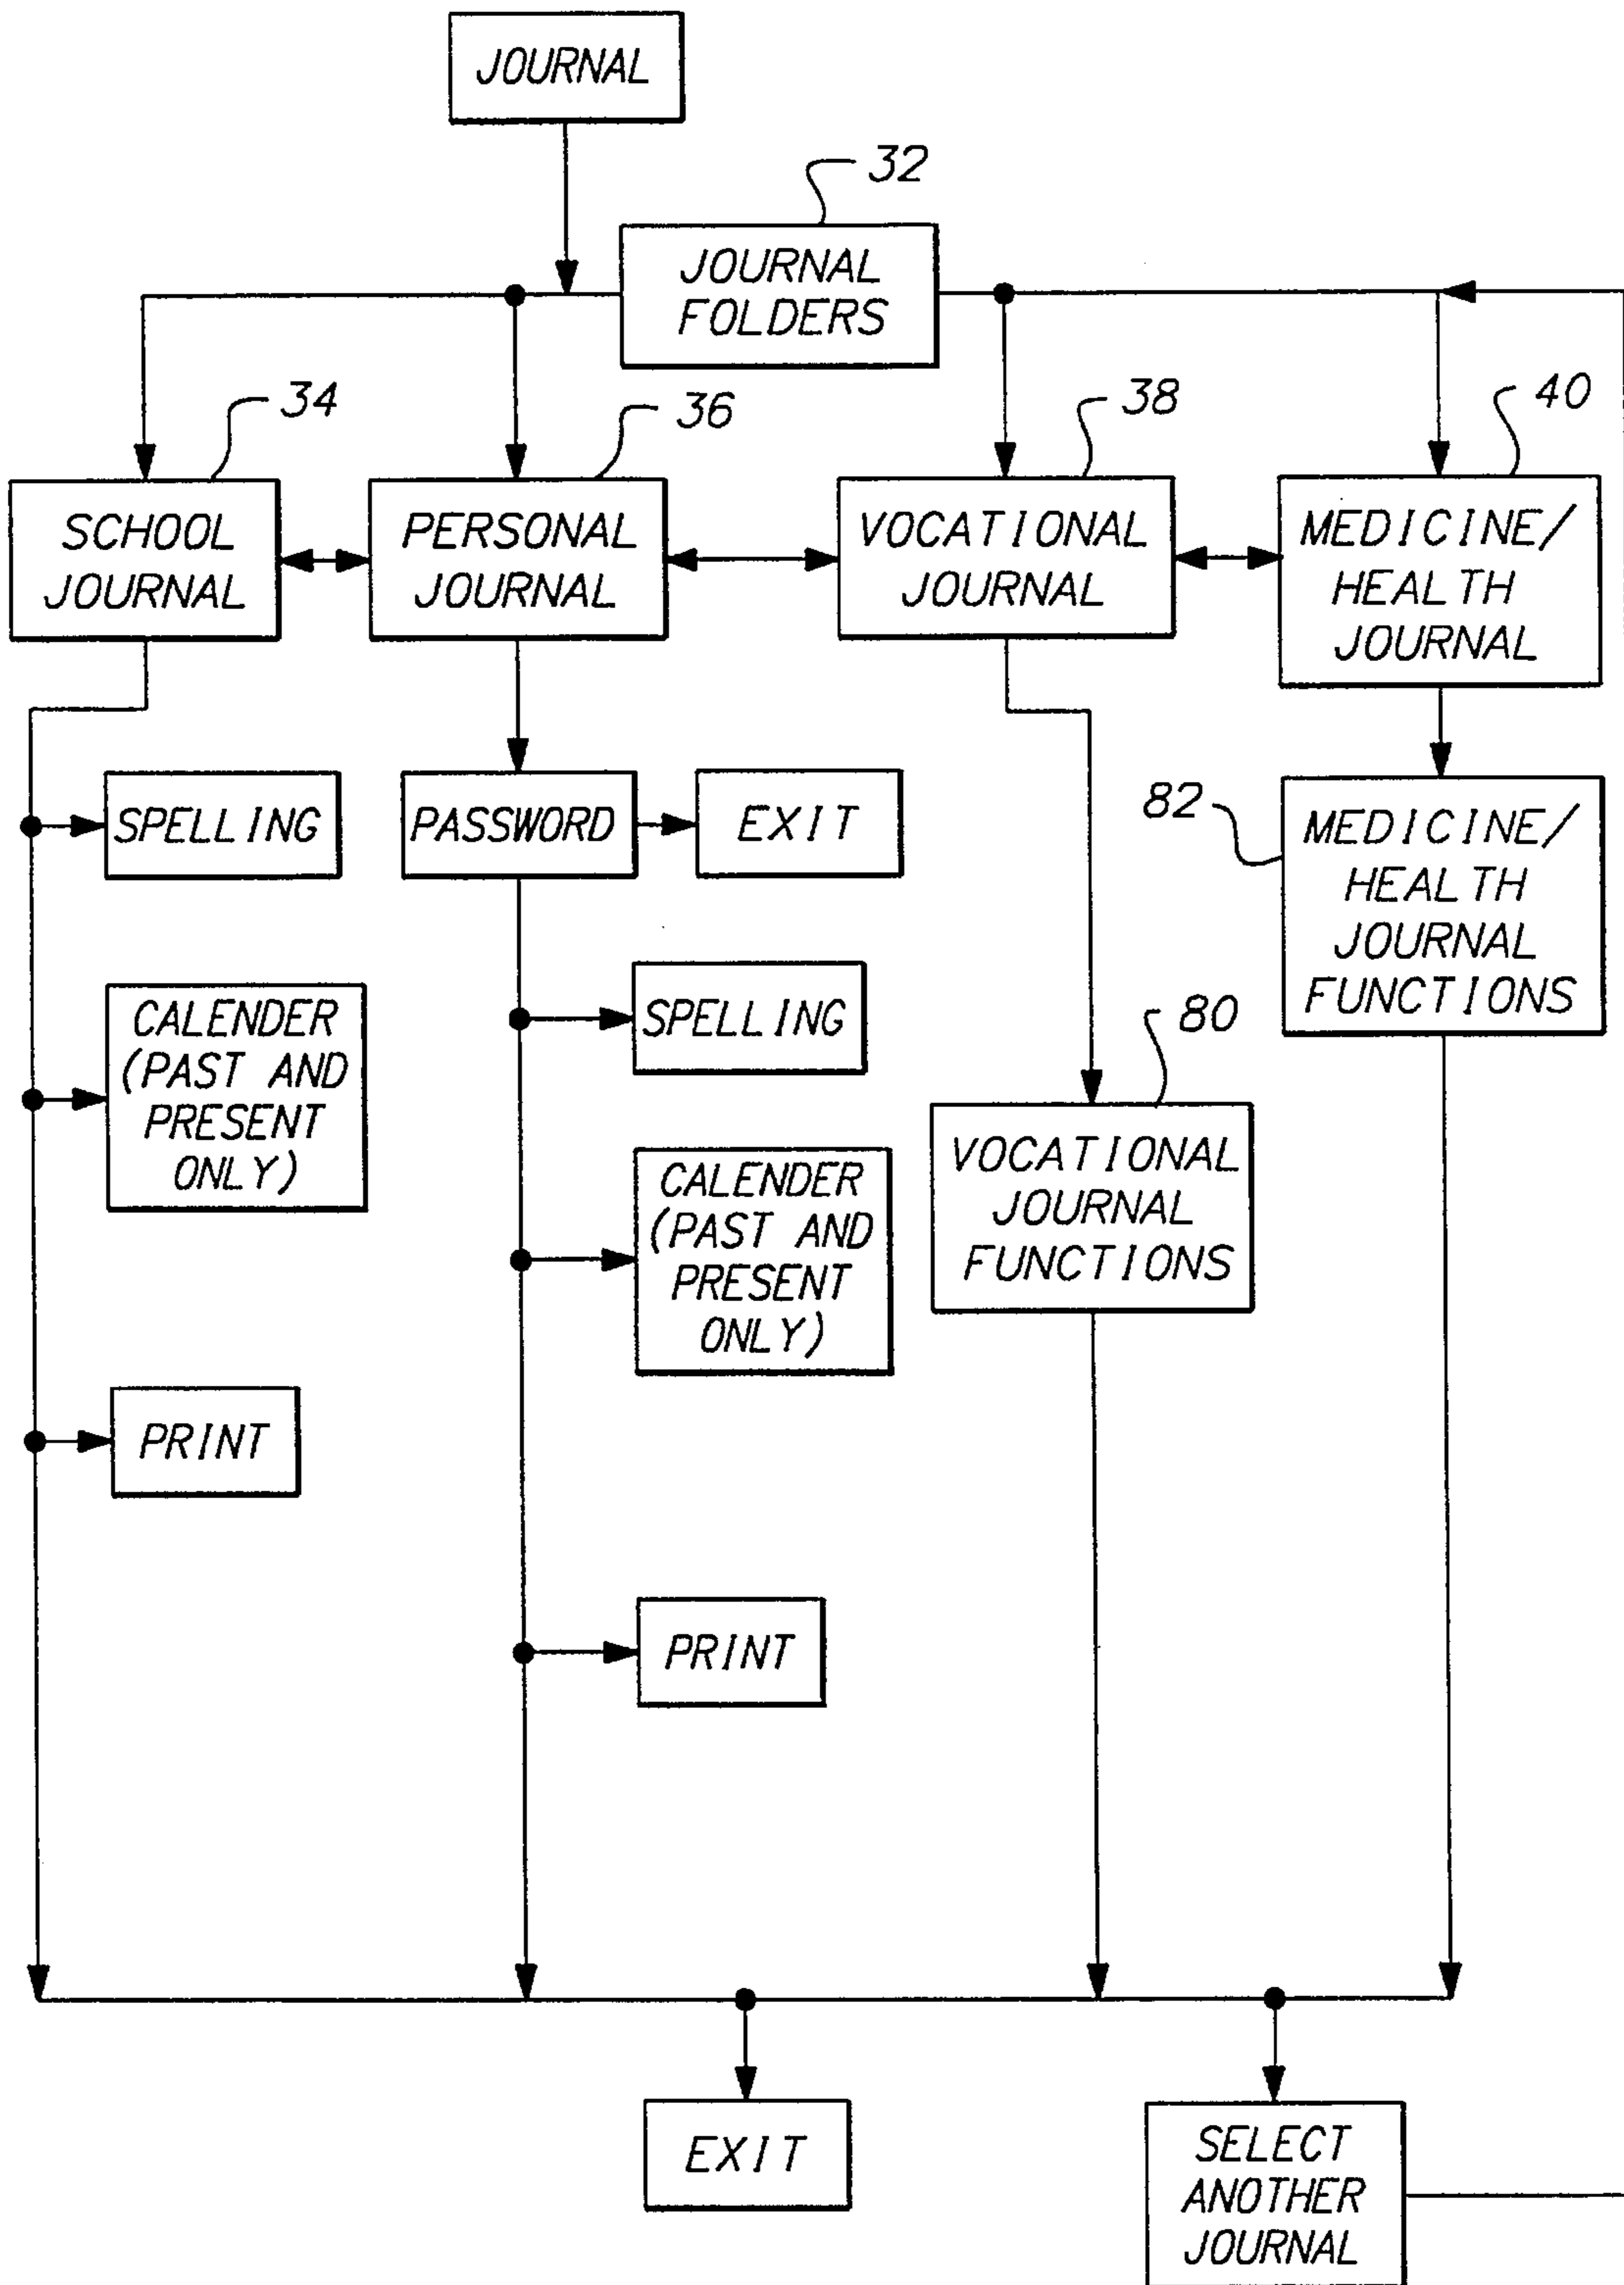 JOURNAL
32
JOURNAL
FOLDERS
34
36
38
40
SCHOOL
JOURNAL
PERSONAL
JOURNAL
VOCATIONAL
JOURNAL
MEDICINE/
HEALTH
JOURNAL
SPELLING
PASSWORD
EXIT
82
MEDICINE/
HEALTH
JOURNAL
FUNCTIONS
CALENDER
(PAST AND
PRESENT
ONLY)
SPELLING
80
CALENDER
(PAST AND
PRESENT
ONLY)
VOCATIONAL
JOURNAL
FUNCTIONS
PRINT
PRINT
EXIT
SELECT
ANOTHER
JOURNAL